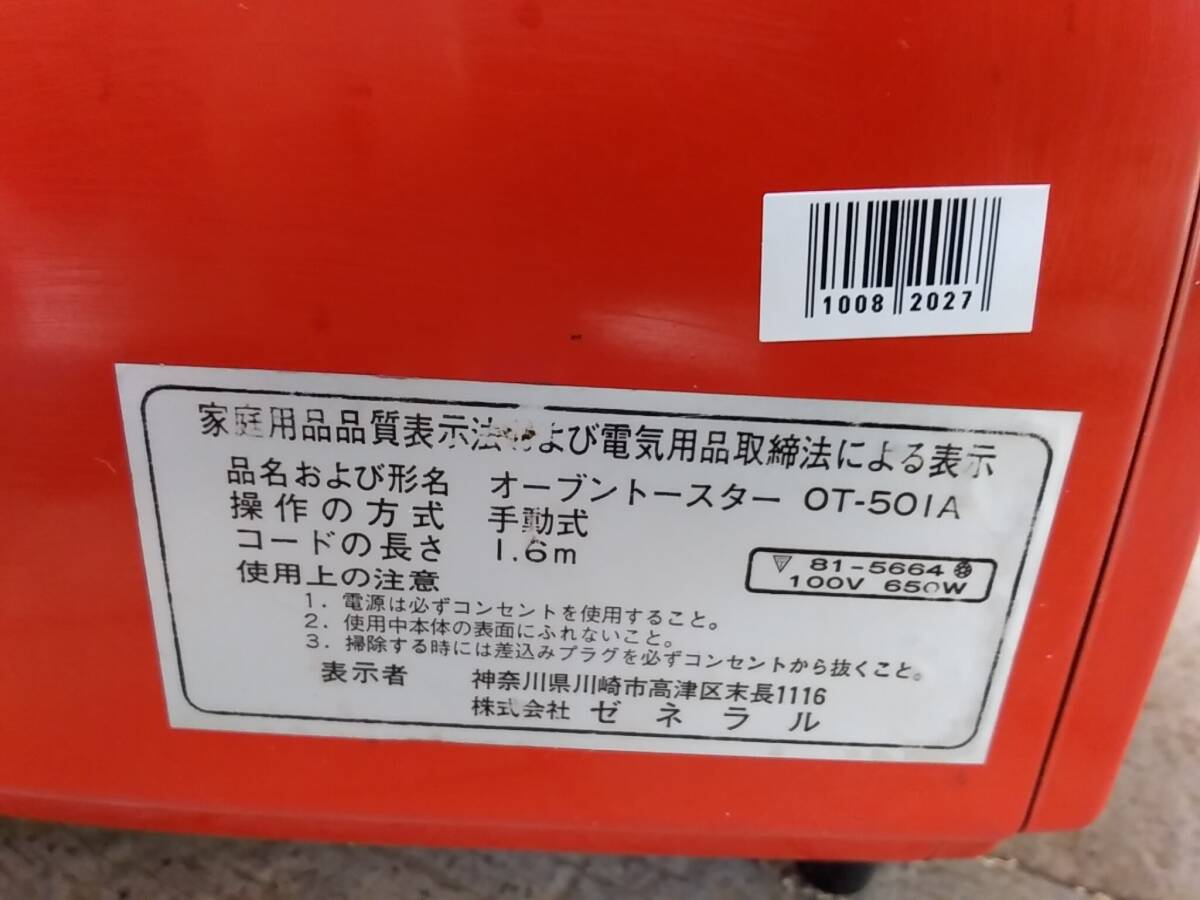 1008 2027
家庭用品品質表示法および電気用品取締法による表示
品名および形名 オーブントースター OT-501A
操作の方式 手動式
コードの長さ 1.6m
使用上の注意
▽ 81-5664
100V 650W
1. 電源は必ずコンセントを使用すること。
2. 使用中本体の表面にふれないこと。
3. 掃除する時には差込みプラグを必ずコンセントから抜くこと。
表示者 神奈川県川崎市高津区末長1116
株式会社 ゼネラル